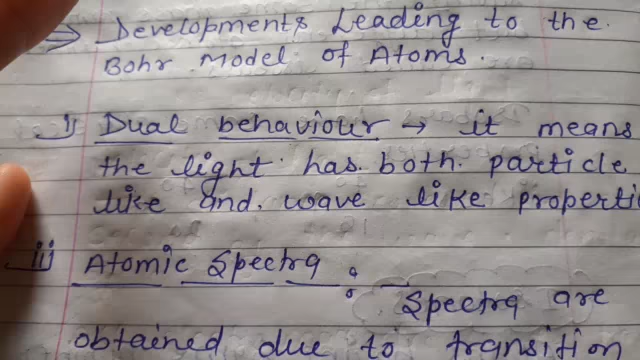 ⇒ Developments Leading to the
Bohr Model of Atoms.
i) Dual behaviour → it means
the light has both particle
like and wave like properti
ii) Atomic Spectra :- Spectra are
obtained due to transition